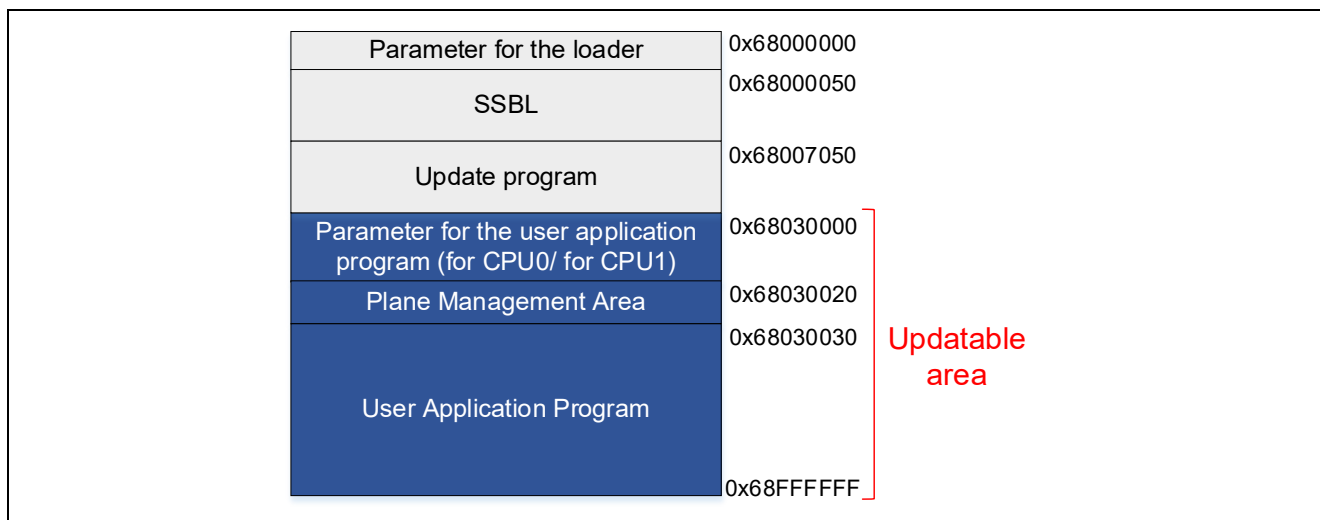 Parameter for the loader
0x68000000
SSBL
0x68000050
Update program
0x68007050
Parameter for the user application
program (for CPU0/ for CPU1)
0x68030000
Plane Management Area
0x68030020
User Application Program
0x68030030
0x68FFFFFF
Updatable
area